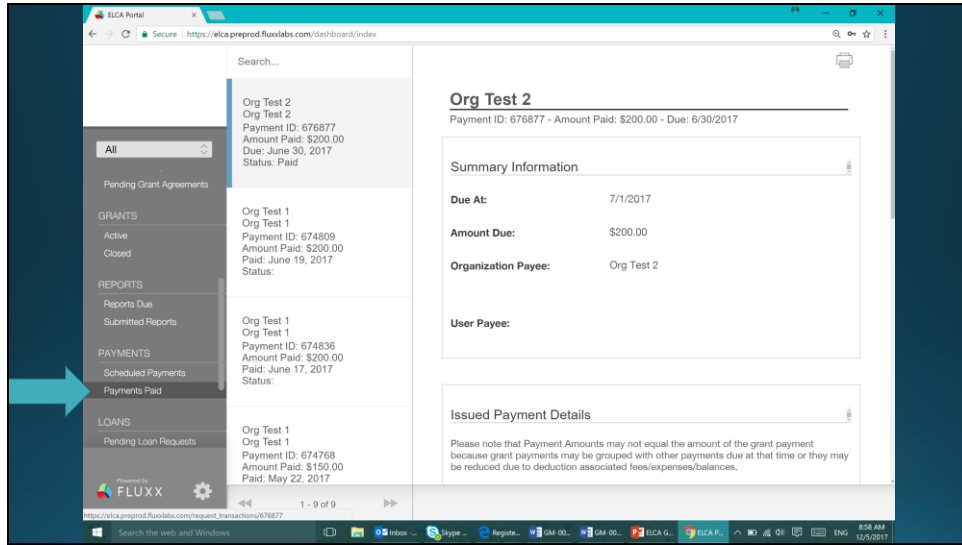 ELCA Portal
Secure https://elca.preprod.fluxxlabs.com/dashboard/index
All
Pending Grant Agreements
GRANTS
Active
Closed
REPORTS
Reports Due
Submitted Reports
PAYMENTS
Scheduled Payments
Payments Paid
LOANS
Pending Loan Requests
Powered by
FLUXX
Search...
Org Test 2
Org Test 2
Payment ID: 676877
Amount Paid: $200.00
Due: June 30, 2017
Status: Paid
Org Test 1
Org Test 1
Payment ID: 674809
Amount Paid: $200.00
Paid: June 19, 2017
Status:
Org Test 1
Org Test 1
Payment ID: 674836
Amount Paid: $200.00
Paid: June 17, 2017
Status:
Org Test 1
Org Test 1
Payment ID: 674768
Amount Paid: $150.00
Paid: May 22, 2017
1 - 9 of 9
Org Test 2
Payment ID: 676877 - Amount Paid: $200.00 - Due: 6/30/2017
Summary Information
Due At: 7/1/2017
Amount Due: $200.00
Organization Payee: Org Test 2
User Payee:
Issued Payment Details
Please note that Payment Amounts may not equal the amount of the grant payment
because grant payments may be grouped with other payments due at that time or they may
be reduced due to deduction associated fees/expenses/balances.
https://elca.preprod.fluxxlabs.com/request_transactions/676877
Search the web and Windows
Inbox -...
Skype ...
Registe...
GM-00...
GM-00...
ELCA G...
ELCA P...
ENG
8:58 AM
12/5/2017